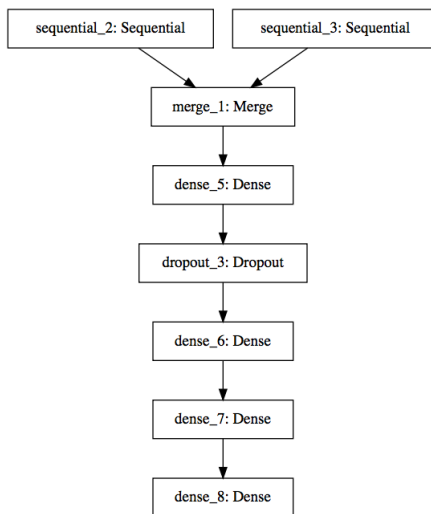 sequential_2: Sequential
sequential_3: Sequential
merge_1: Merge
dense_5: Dense
dropout_3: Dropout
dense_6: Dense
dense_7: Dense
dense_8: Dense